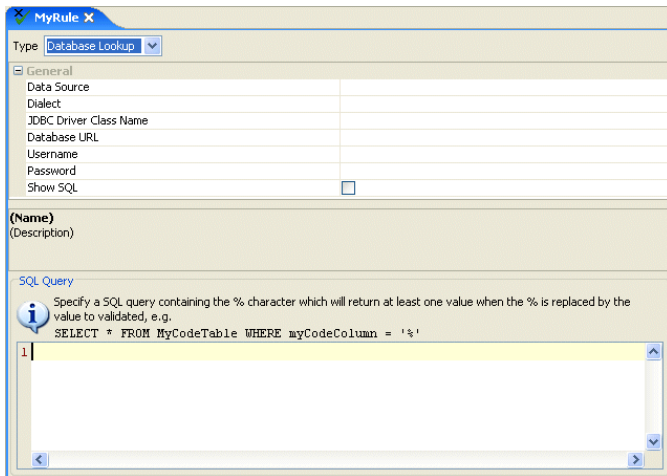 MyRule X
Type Database Lookup
General
Data Source
Dialect
JDBC Driver Class Name
Database URL
Username
Password
Show SQL
(Name)
(Description)
SQL Query
Specify a SQL query containing the % character which will return at least one value when the % is replaced by the
value to validated, e.g.
SELECT * FROM MyCodeTable WHERE myCodeColumn = '%'
1